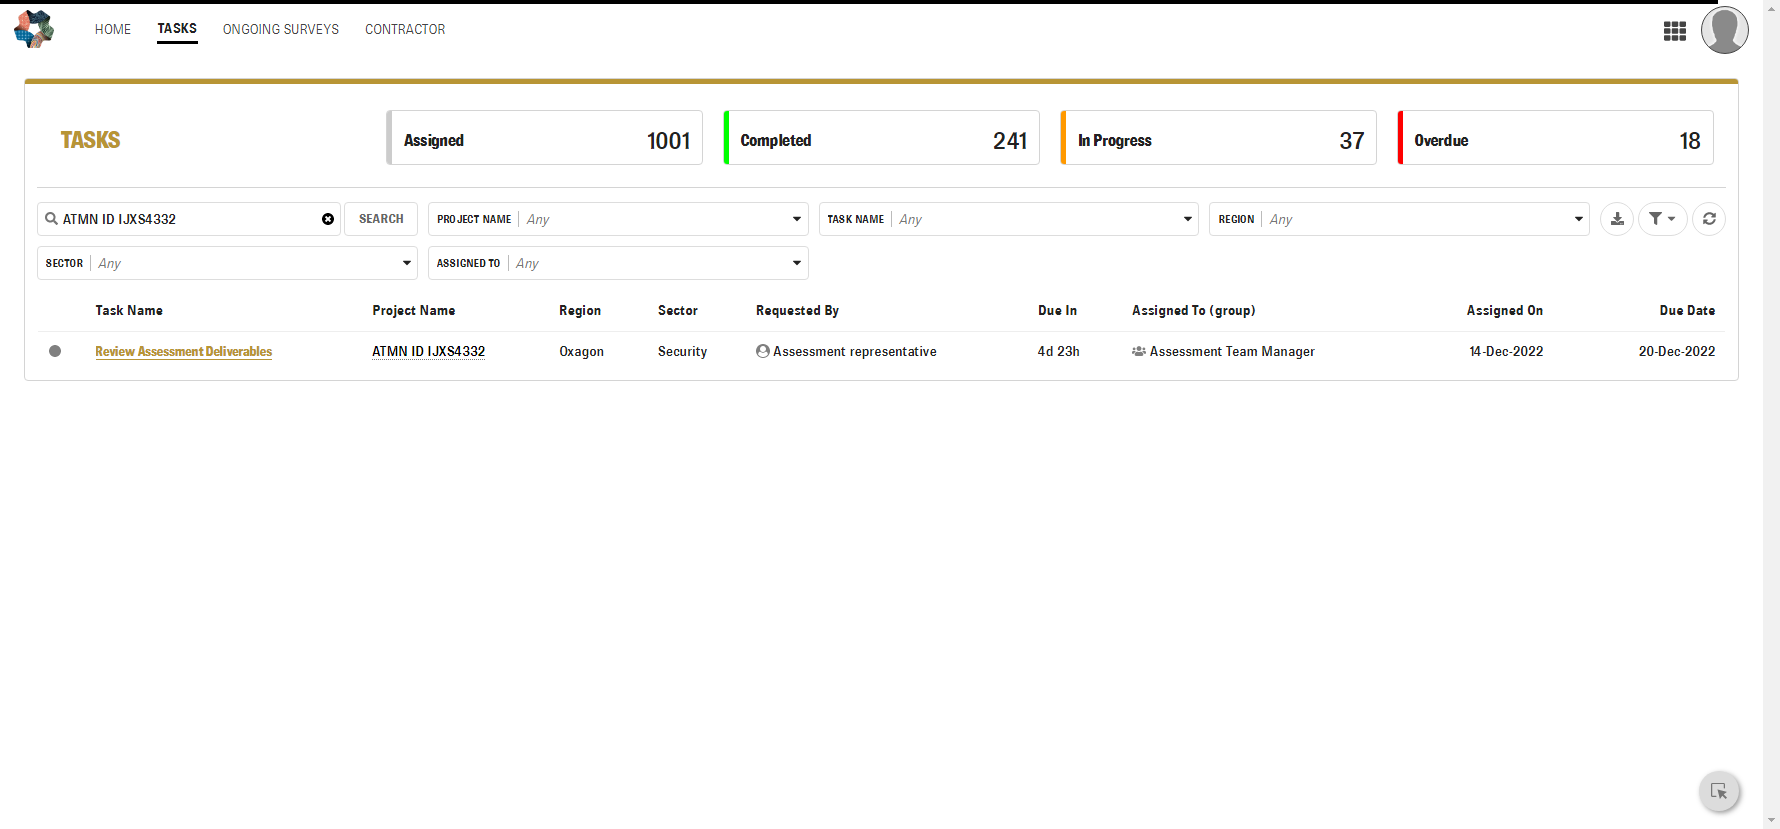 HOME TASKS ONGOING SURVEYS CONTRACTOR
TASKS
Assigned 1001
Completed 241
In Progress 37
Overdue 18
ATMN ID IJXS4332 SEARCH PROJECT NAME Any TASK NAME Any REGION Any
SECTOR Any ASSIGNED TO Any
Task Name Project Name Region Sector Requested By Due In Assigned To (group) Assigned On Due Date
Review Assessment Deliverables ATMN ID IJXS4332 Oxagon Security Assessment representative 4d 23h Assessment Team Manager 14-Dec-2022 20-Dec-2022